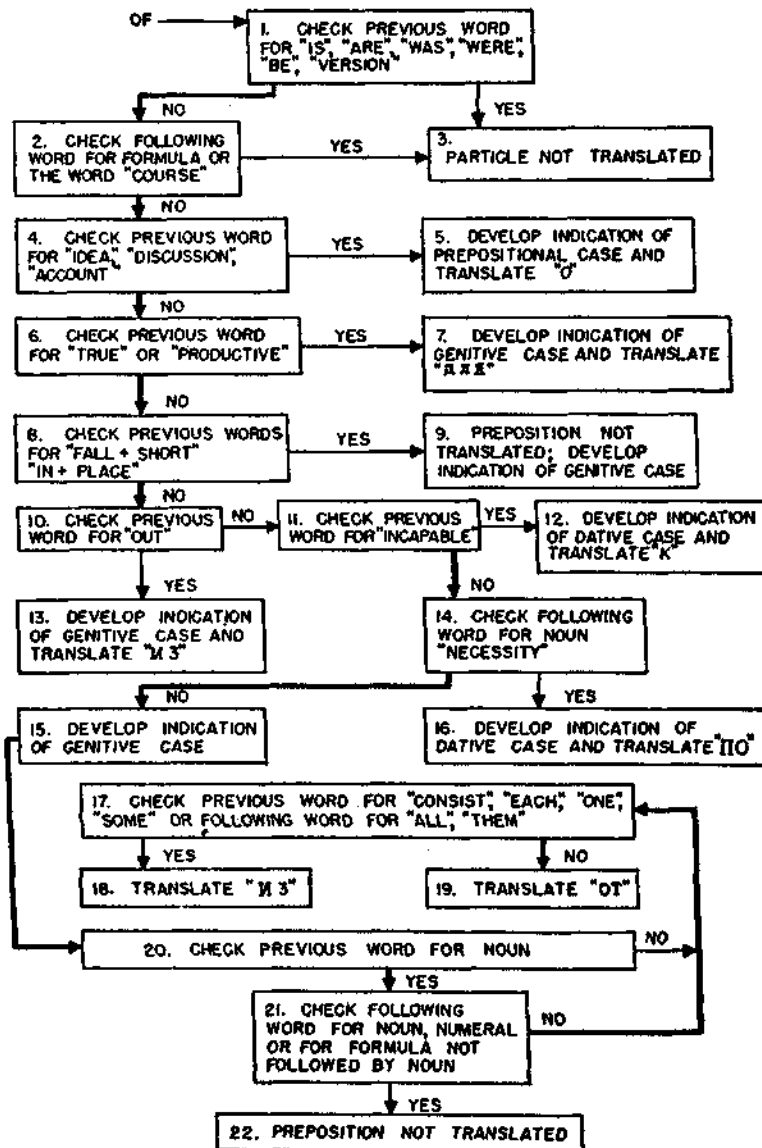 OF
1. CHECK PREVIOUS WORD
FOR "IS", "ARE", "WAS", "WERE",
"BE", "VERSION"
NO
YES
2. CHECK FOLLOWING
WORD FOR FORMULA OR
THE WORD "COURSE"
YES
3.
PARTICLE NOT TRANSLATED
NO
4. CHECK PREVIOUS WORD
FOR "IDEA", "DISCUSSION",
"ACCOUNT"
YES
5. DEVELOP INDICATION OF
PREPOSITIONAL CASE AND
TRANSLATE "O"
NO
6. CHECK PREVIOUS WORD
FOR "TRUE" OR "PRODUCTIVE"
YES
7. DEVELOP INDICATION OF
GENITIVE CASE AND TRANSLATE
"ДЛЯ"
NO
8. CHECK PREVIOUS WORDS
FOR "FALL + SHORT"
"IN + PLACE"
YES
9. PREPOSITION NOT
TRANSLATED; DEVELOP
INDICATION OF GENITIVE CASE
NO
10. CHECK PREVIOUS
WORD FOR "OUT"
NO
11. CHECK PREVIOUS
WORD FOR "INCAPABLE"
YES
12. DEVELOP INDICATION
OF DATIVE CASE AND
TRANSLATE "K"
YES
NO
13. DEVELOP INDICATION
OF GENITIVE CASE AND
TRANSLATE "ИЗ"
14. CHECK FOLLOWING
WORD FOR NOUN
"NECESSITY"
NO
YES
15. DEVELOP INDICATION
OF GENITIVE CASE
16. DEVELOP INDICATION OF
DATIVE CASE AND TRANSLATE "ПО"
17. CHECK PREVIOUS WORD FOR "CONSIST", "EACH", "ONE",
"SOME" OR FOLLOWING WORD FOR "ALL", "THEM"
YES
NO
18. TRANSLATE "ИЗ"
19. TRANSLATE "ОТ"
20. CHECK PREVIOUS WORD FOR NOUN
NO
YES
21. CHECK FOLLOWING
WORD FOR NOUN, NUMERAL
OR FOR FORMULA NOT
FOLLOWED BY NOUN
NO
YES
22. PREPOSITION NOT TRANSLATED